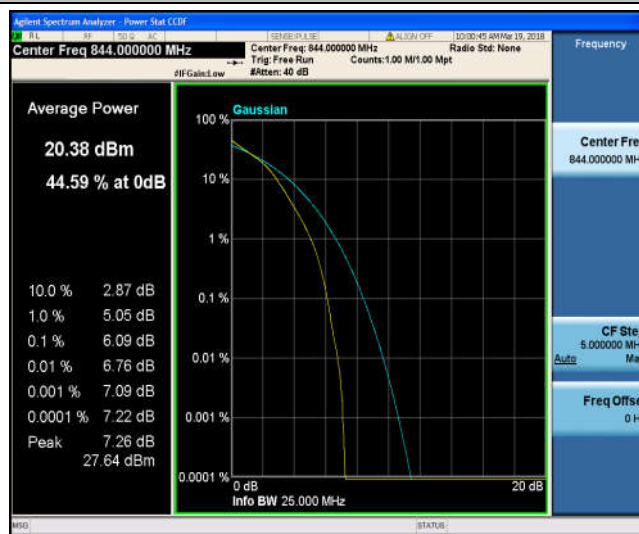 Agilent Spectrum Analyzer - Power Stat CCDF
RL RF 50 Ω AC SENSE:PULSE ALIGN OFF 10:00:45 AM Mar 19, 2018
Center Freq 844.000000 MHz
Center Freq: 844.000000 MHz Radio Std: None
Trig: Free Run Counts:1.00 M/1.00 Mpt
#IFGain:Low #Atten: 40 dB
Frequency
Average Power
20.38 dBm
44.59 % at 0dB
10.0 % 2.87 dB
1.0 % 5.05 dB
0.1 % 6.09 dB
0.01 % 6.76 dB
0.001 % 7.09 dB
0.0001 % 7.22 dB
Peak 7.26 dB
27.64 dBm
Gaussian
100 %
10 %
1 %
0.1 %
0.01 %
0.001 %
0.0001 %
0 dB 20 dB
Info BW 25.000 MHz
Center Fre
844.000000 MH
CF Ste
5.000000 MH
Auto Ma
Freq Offse
0 H
MSG STATUS